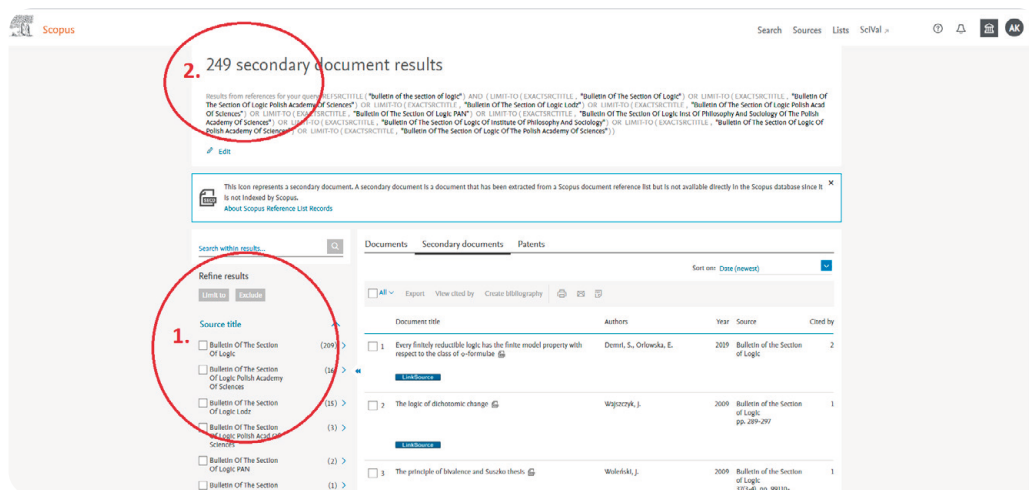 Scopus
Search Sources Lists SciVal
AK
2.
249 secondary document results
Results from references for your query REFSRCTITLE ( "bulletin of the section of logic" ) AND ( LIMIT-TO ( EXACTSRCTITLE , "Bulletin Of The Section Of Logic" ) OR LIMIT-TO ( EXACTSRCTITLE , "Bulletin Of
The Section Of Logic Polish Academy Of Sciences" ) OR LIMIT-TO ( EXACTSRCTITLE , "Bulletin Of The Section Of Logic Lodz" ) OR LIMIT-TO ( EXACTSRCTITLE , "Bulletin Of The Section Of Logic Polish Acad
Of Sciences" ) OR LIMIT-TO ( EXACTSRCTITLE , "Bulletin Of The Section Of Logic PAN" ) OR LIMIT-TO ( EXACTSRCTITLE , "Bulletin Of The Section Of Logic Inst Of Philosophy And Sociology Of The Polish
Academy Of Sciences" ) OR LIMIT-TO ( EXACTSRCTITLE , "Bulletin Of The Section Of Logic Of Institute Of Philosophy And Sociology" ) OR LIMIT-TO ( EXACTSRCTITLE , "Bulletin Of The Section Of Logic Of
Polish Academy Of Sciences" ) OR LIMIT-TO ( EXACTSRCTITLE , "Bulletin Of The Section Of Logic Of The Polish Academy Of Sciences" ) )
Edit
SECO
This icon represents a secondary document. A secondary document is a document that has been extracted from a Scopus document reference list but is not available directly in the Scopus database since it
is not indexed by Scopus.
About Scopus Reference List Records
Search within results...
Refine results
Limit to Exclude
1.
Source title
Bulletin Of The Section
Of Logic (209)
Bulletin Of The Section
Of Logic Polish Academy
Of Sciences (16)
Bulletin Of The Section
Of Logic Lodz (15)
Bulletin Of The Section
Of Logic Polish Acad Of
Sciences (3)
Bulletin Of The Section
Of Logic PAN (2)
Bulletin Of The Section (1)
Documents Secondary documents Patents
Sort on: Date (newest)
All Export View cited by Create bibliography
Document title Authors Year Source Cited by
1 Every finitely reductible logic has the finite model property with Demri, S., Orlowska, E. 2019 Bulletin of the Section 2
respect to the class of o-formulae of Logic
LinkSource
2 The logic of dichotomic change Wajszczyk, J. 2009 Bulletin of the Section 1
of Logic
pp. 289-297
LinkSource
3 The principle of bivalence and Suszko thesis Woleński, J. 2009 Bulletin of the Section 1
of Logic